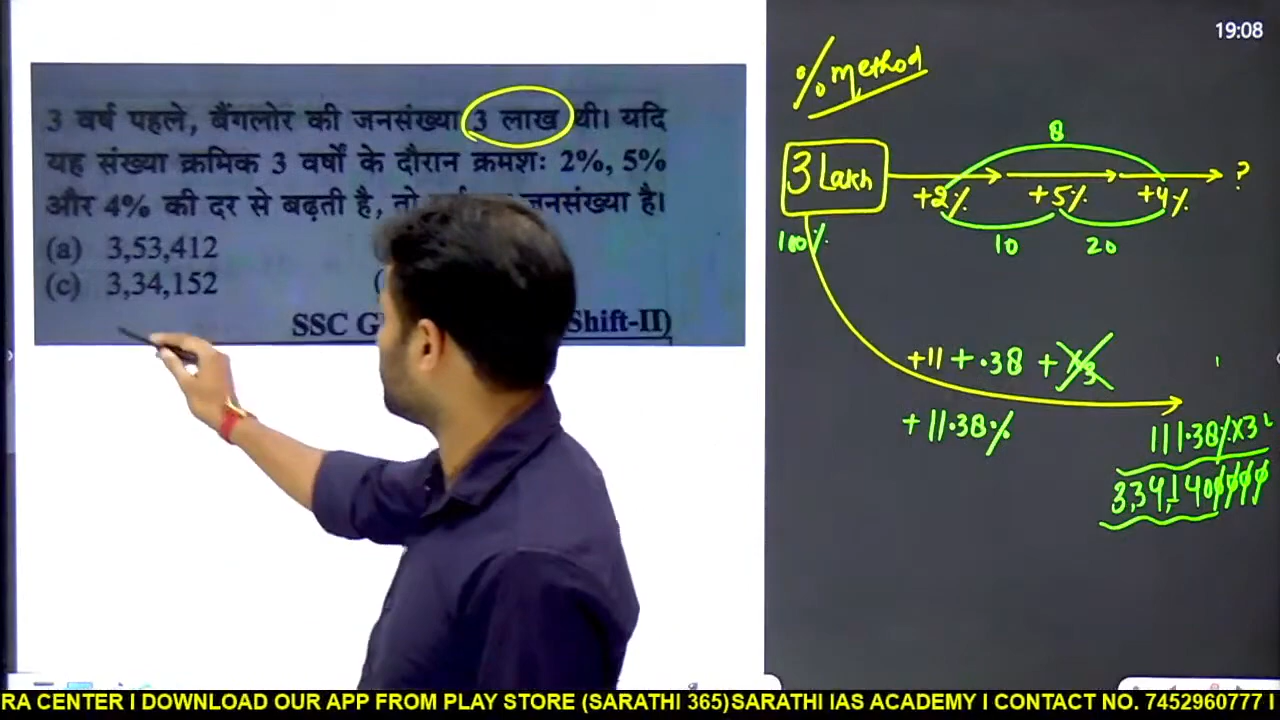 19:08
% method
3 वर्ष पहले, बैंगलोर की जनसंख्या 3 लाख थी। यदि
यह संख्या क्रमिक 3 वर्षों के दौरान क्रमशः 2%, 5%
और 4% की दर से बढ़ती है, तो जनसंख्या है।
(a) 3,53,412
(c) 3,34,152
SSC G Shift-II)
8
3 Lakh
?
+2% +5% +4%
100%
10 20
+11 + .38 +
+11.38%
111.38% x 3 L
3,34,140
RA CENTER I DOWNLOAD OUR APP FROM PLAY STORE (SARATHI 365)SARATHI IAS ACADEMY I CONTACT NO. 7452960777 I